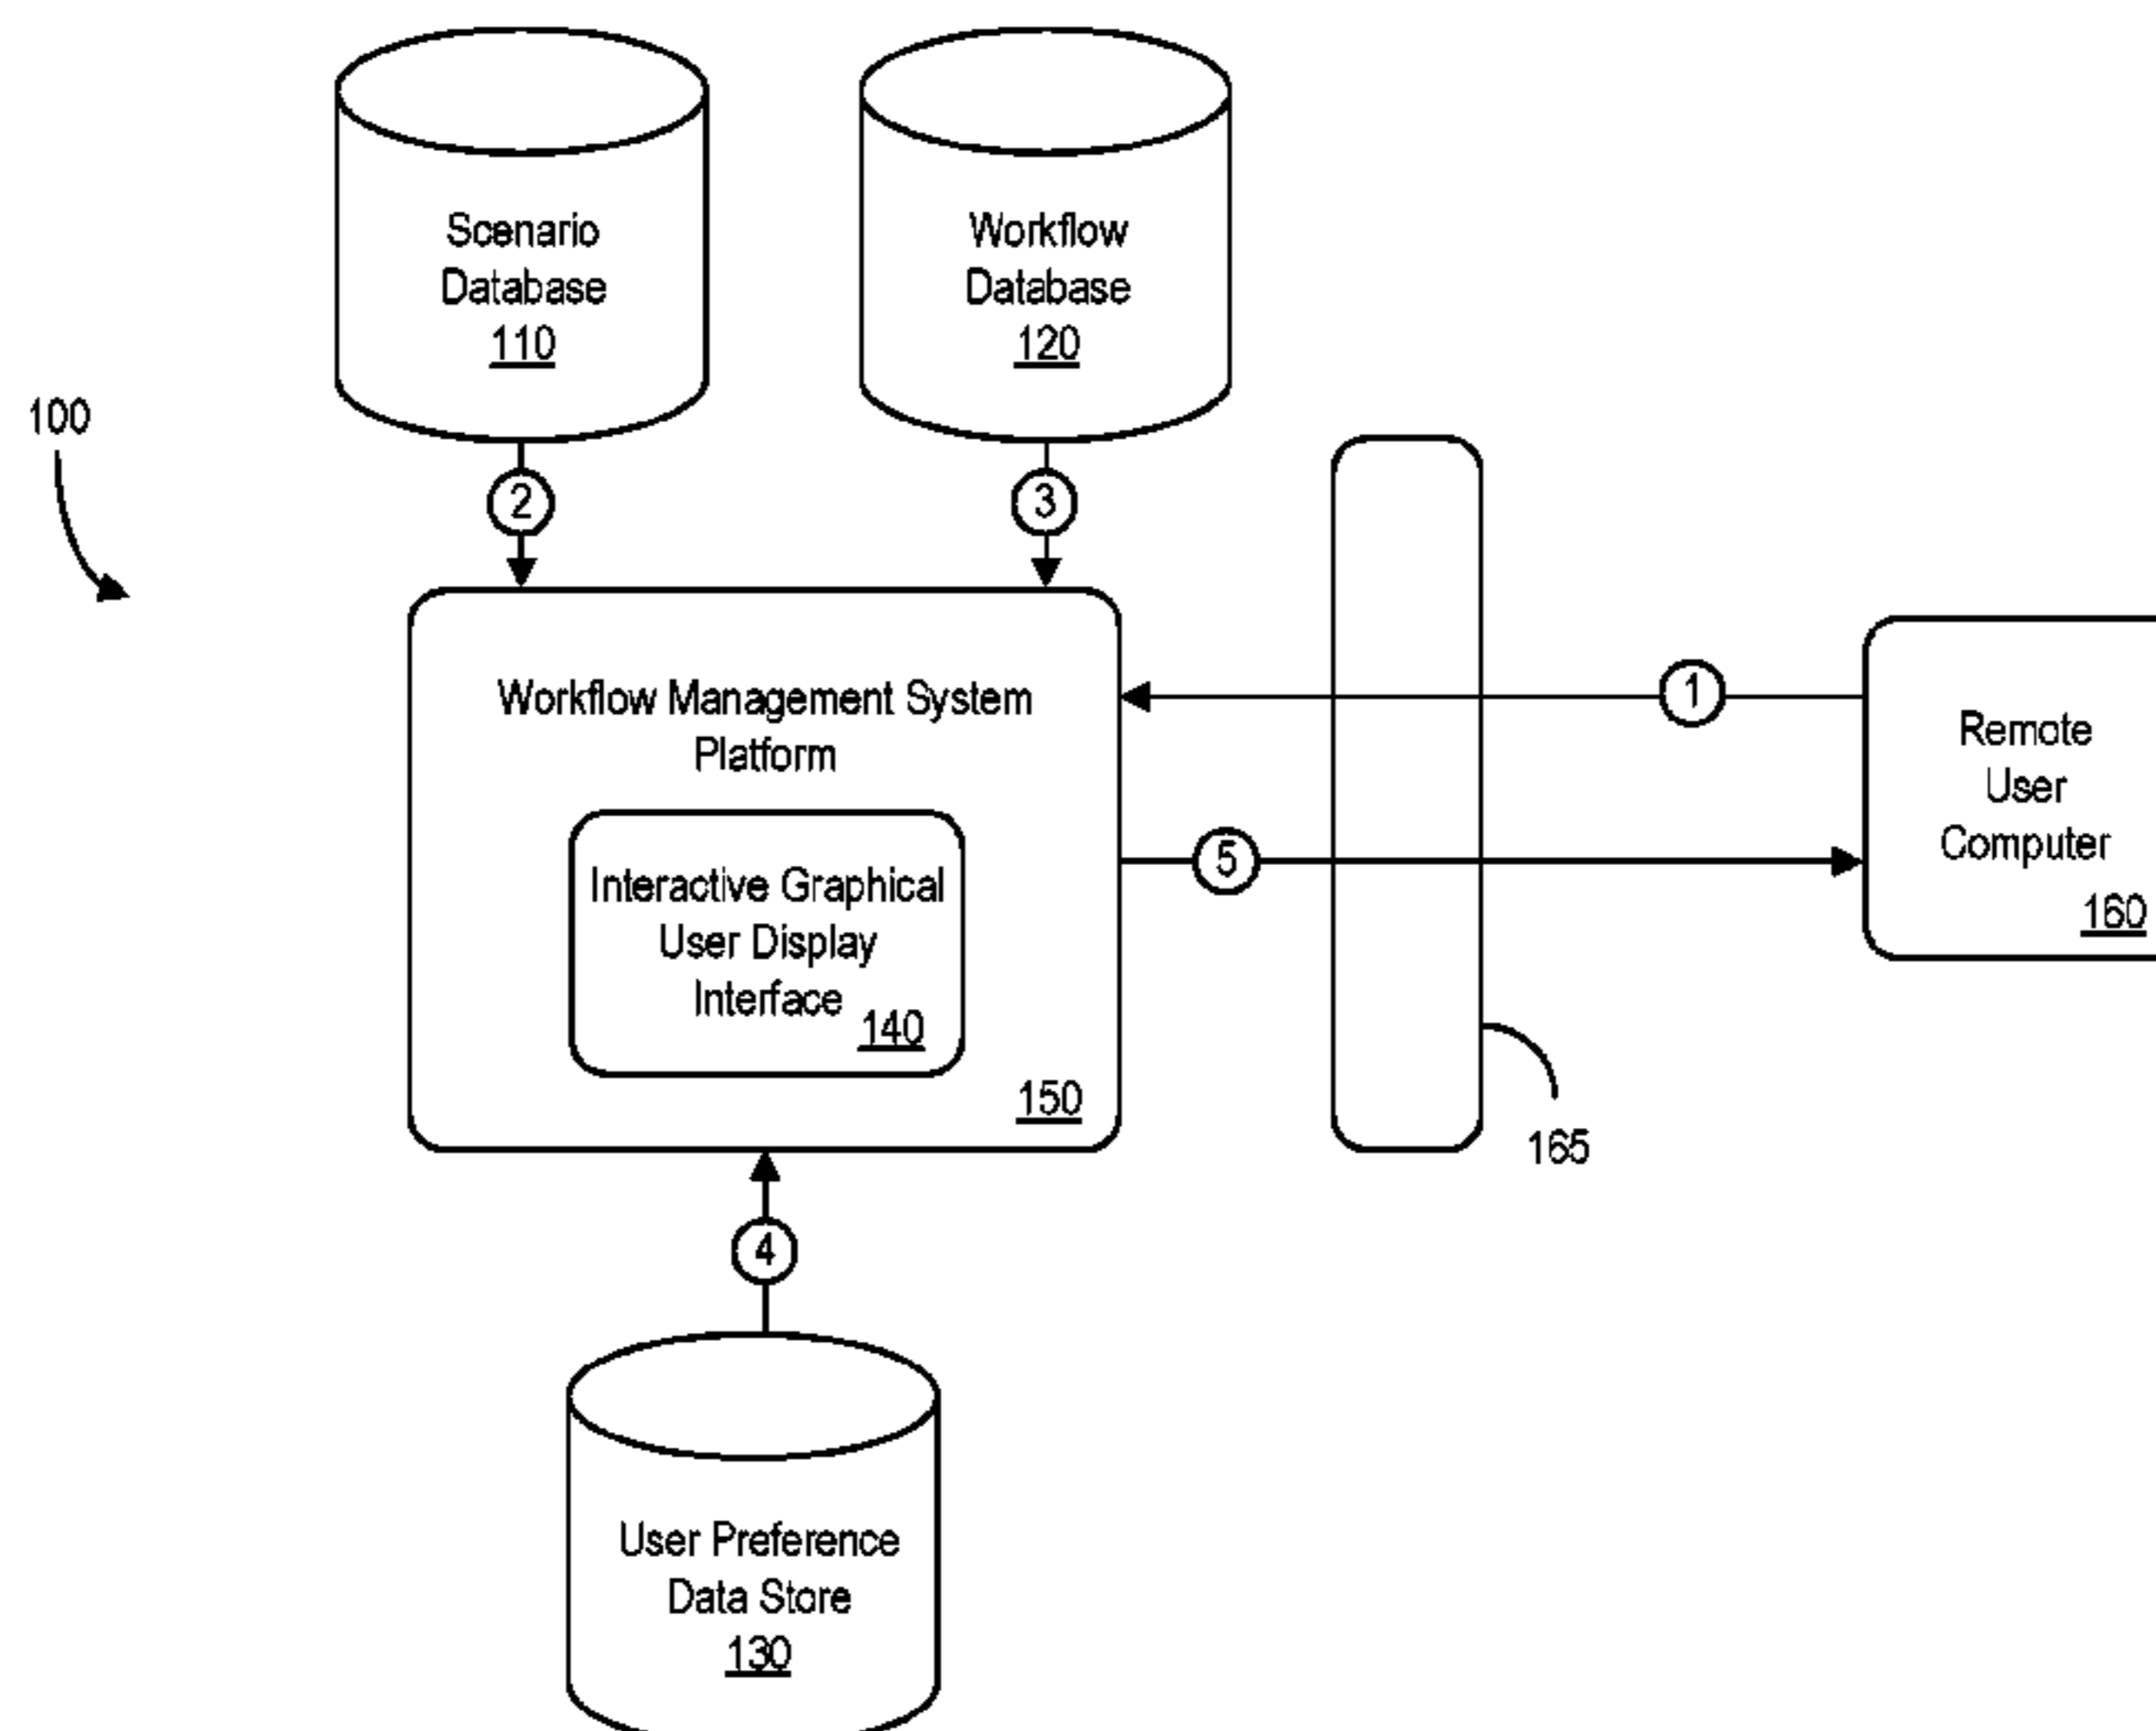 Scenario
Database
110
Workflow
Database
120
100
2
3
Workflow Management System
Platform
1
Remote
User
Computer
160
5
Interactive Graphical
User Display
Interface
140
150
165
4
User Preference
Data Store
130